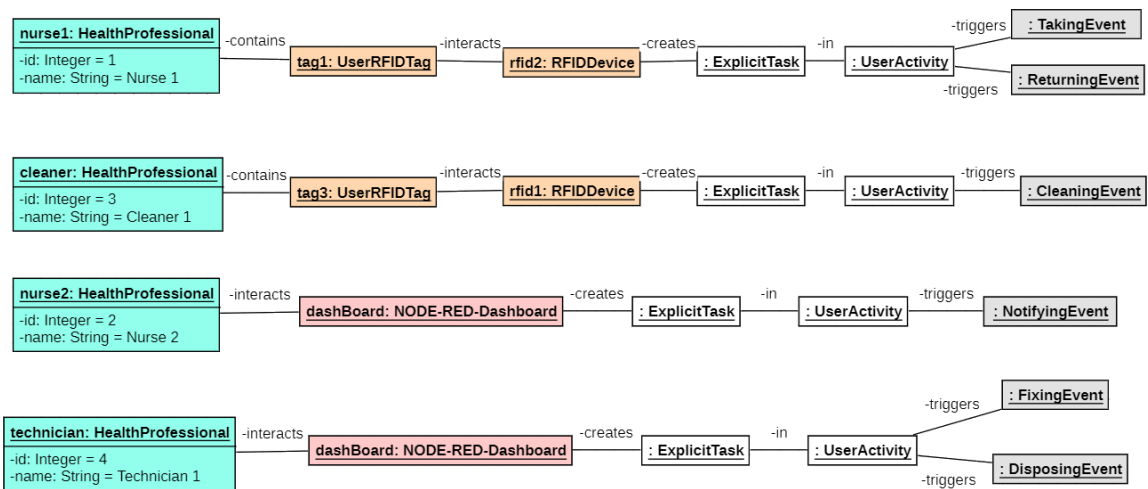 nurse1: HealthProfessional
-id: Integer = 1
-name: String = Nurse 1
-contains
tag1: UserRFIDTag
-interacts
rfid2: RFIDDevice
-creates
: ExplicitTask
-in
: UserActivity
-triggers
: TakingEvent
-triggers
: ReturningEvent
cleaner: HealthProfessional
-id: Integer = 3
-name: String = Cleaner 1
-contains
tag3: UserRFIDTag
-interacts
rfid1: RFIDDevice
-creates
: ExplicitTask
-in
: UserActivity
-triggers
: CleaningEvent
nurse2: HealthProfessional
-id: Integer = 2
-name: String = Nurse 2
-interacts
dashBoard: NODE-RED-Dashboard
-creates
: ExplicitTask
-in
: UserActivity
-triggers
: NotifyingEvent
technician: HealthProfessional
-id: Integer = 4
-name: String = Technician 1
-interacts
dashBoard: NODE-RED-Dashboard
-creates
: ExplicitTask
-in
: UserActivity
-triggers
: FixingEvent
-triggers
: DisposingEvent